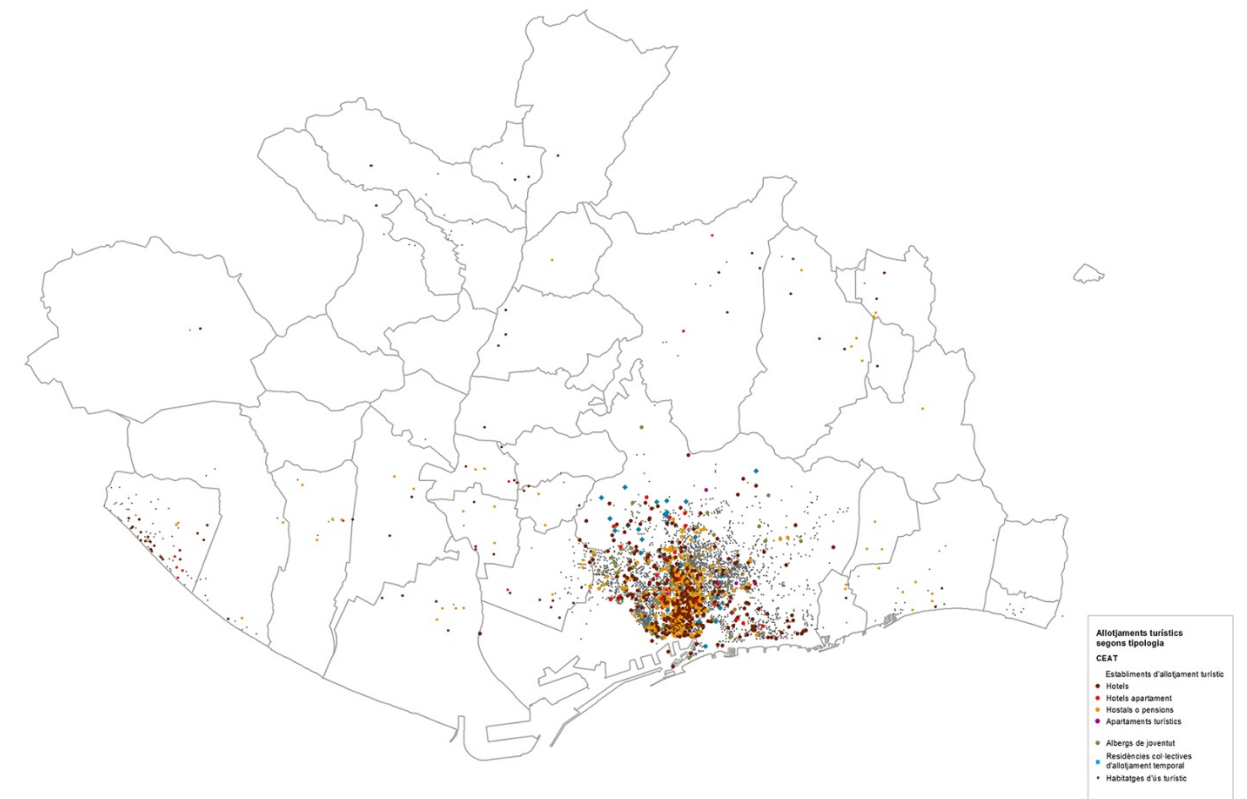 Allotjaments turístics
segons tipologia
CEAT
Establiments d'allotjament turístic
Hotels
Hotels apartament
Hostals o pensions
Apartaments turístics
Albergs de joventut
Residències col·lectives
d'allotjament temporal
Habitatges d'ús turístic